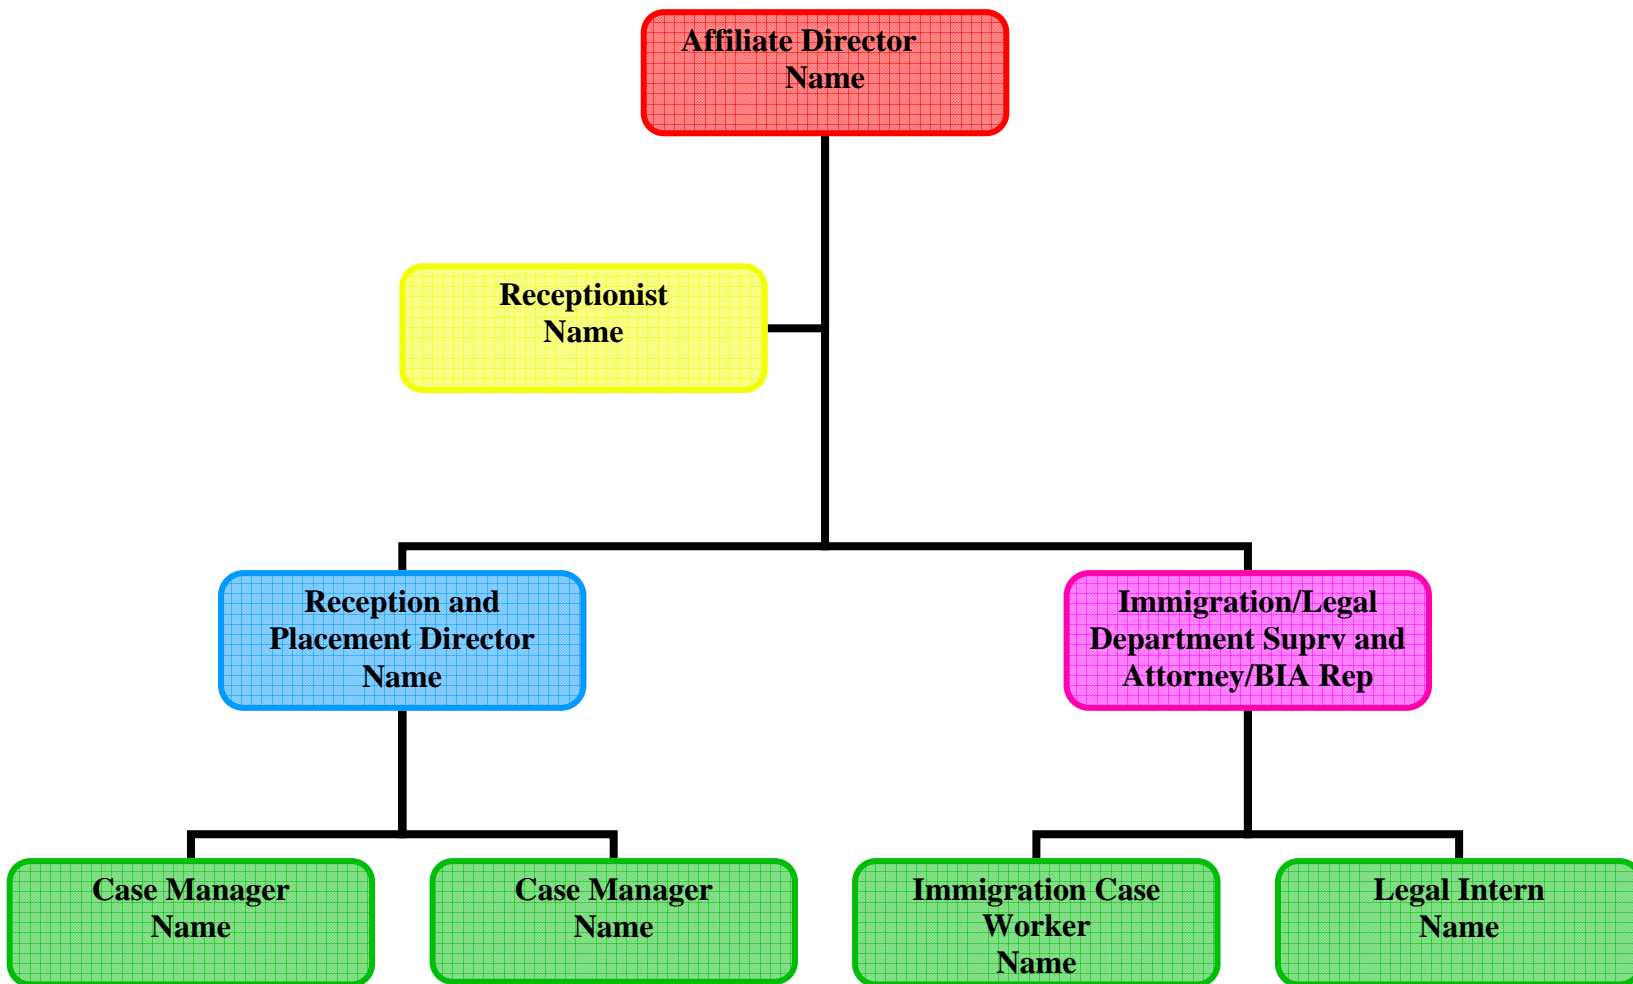 Affiliate Director
Name
Receptionist
Name
Reception and
Placement Director
Name
Immigration/Legal
Department Suprv and
Attorney/BIA Rep
Case Manager
Name
Case Manager
Name
Immigration Case
Worker
Name
Legal Intern
Name